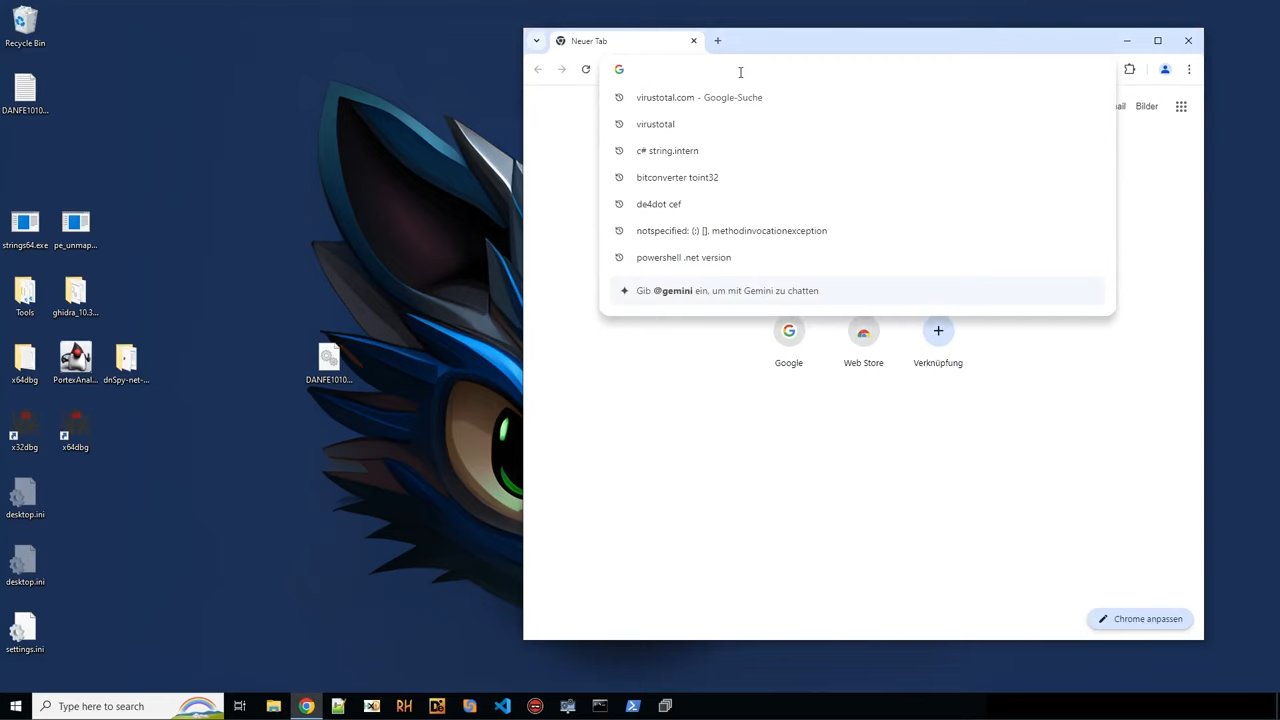 Recycle Bin
DANFE1010...
strings64.exe
pe_unmap...
Tools
ghidra_10.3...
x64dbg
PortexAnal...
dnSpy-net-...
DANFE1010...
x32dbg
x64dbg
desktop.ini
desktop.ini
settings.ini
Neuer Tab
virustotal.com - Google-Suche
virustotal
c# string.intern
bitconverter toint32
de4dot cef
notspecified: (:) [], methodinvocationexception
powershell .net version
Gib @gemini ein, um mit Gemini zu chatten
Bilder
Google
Web Store
Verknüpfung
Chrome anpassen
Type here to search